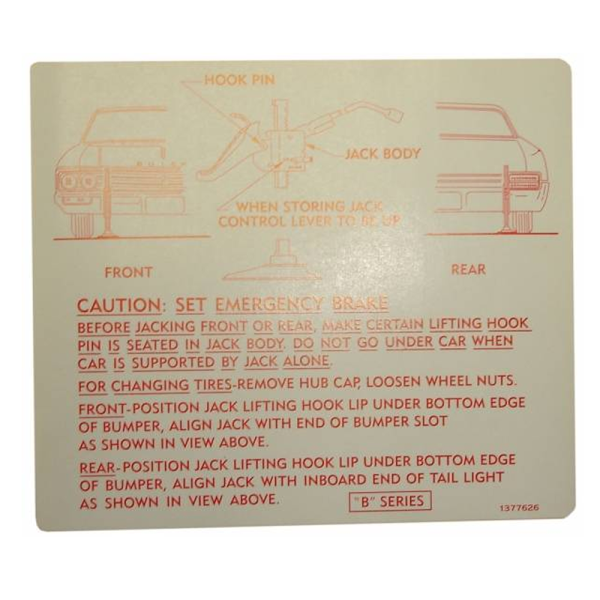 HOOK PIN
JACK BODY
WHEN STORING JACK
CONTROL LEVER TO BE UP
FRONT
REAR
CAUTION: SET EMERGENCY BRAKE
BEFORE JACKING FRONT OR REAR, MAKE CERTAIN LIFTING HOOK
PIN IS SEATED IN JACK BODY. DO NOT GO UNDER CAR WHEN
CAR IS SUPPORTED BY JACK ALONE.
FOR CHANGING TIRES-REMOVE HUB CAP, LOOSEN WHEEL NUTS.
FRONT-POSITION JACK LIFTING HOOK LIP UNDER BOTTOM EDGE
OF BUMPER, ALIGN JACK WITH END OF BUMPER SLOT
AS SHOWN IN VIEW ABOVE.
REAR-POSITION JACK LIFTING HOOK LIP UNDER BOTTOM EDGE
OF BUMPER, ALIGN JACK WITH INBOARD END OF TAIL LIGHT
AS SHOWN IN VIEW ABOVE.
"B" SERIES
1377626